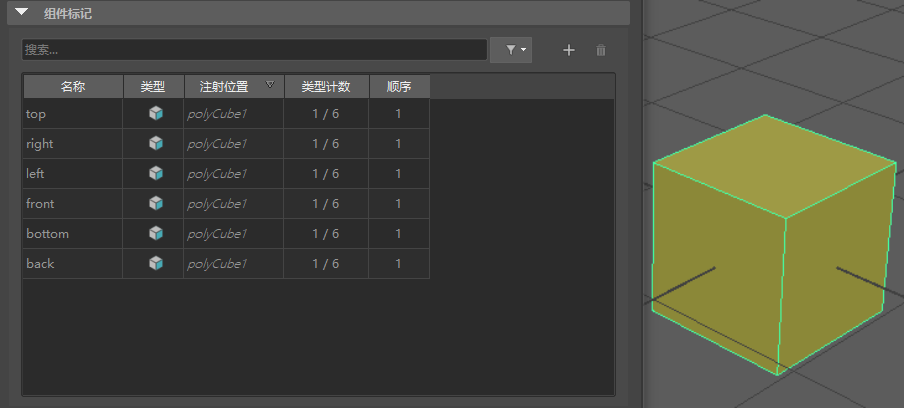 组件标记
搜索...
名称 类型 注射位置 类型计数 顺序
top polyCube1 1 / 6 1
right polyCube1 1 / 6 1
left polyCube1 1 / 6 1
front polyCube1 1 / 6 1
bottom polyCube1 1 / 6 1
back polyCube1 1 / 6 1